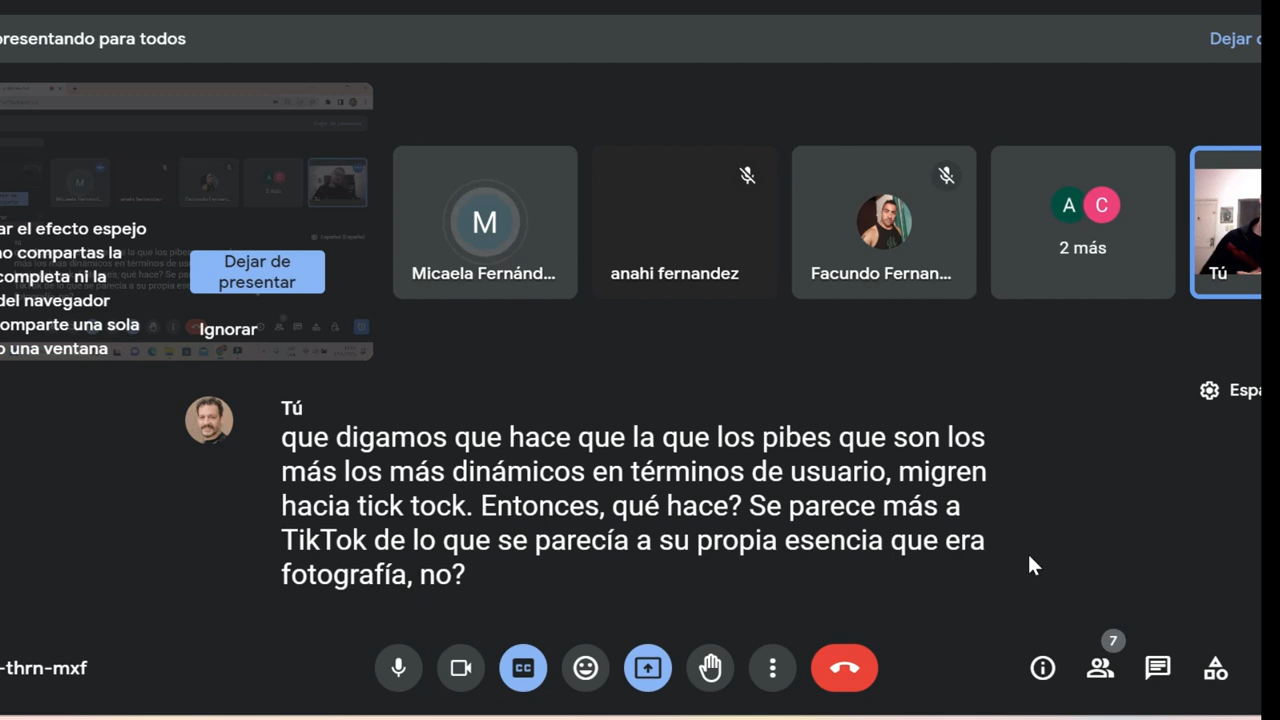 presentando para todos
Dejar
ar el efecto espejo
no compartas la
completa ni la
del navegador
omparte una sola
o una ventana
Dejar de
presentar
Ignorar
M
Micaela Fernánd...
anahi fernandez
Facundo Fernan...
A C
2 más
Tú
Tú
que digamos que hace que la que los pibes que son los
más los más dinámicos en términos de usuario, migren
hacia tick tock. Entonces, qué hace? Se parece más a
TikTok de lo que se parecía a su propia esencia que era
fotografía, no?
-thrn-mxf
CC
7